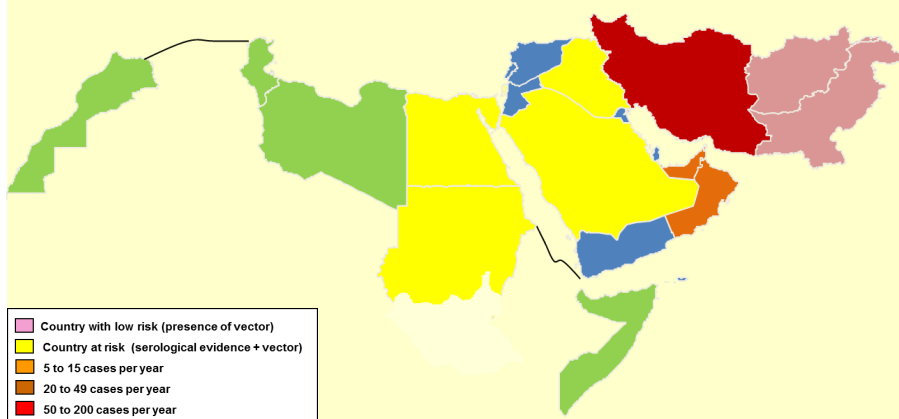 Country with low risk (presence of vector)
Country at risk (serological evidence + vector)
5 to 15 cases per year
20 to 49 cases per year
50 to 200 cases per year